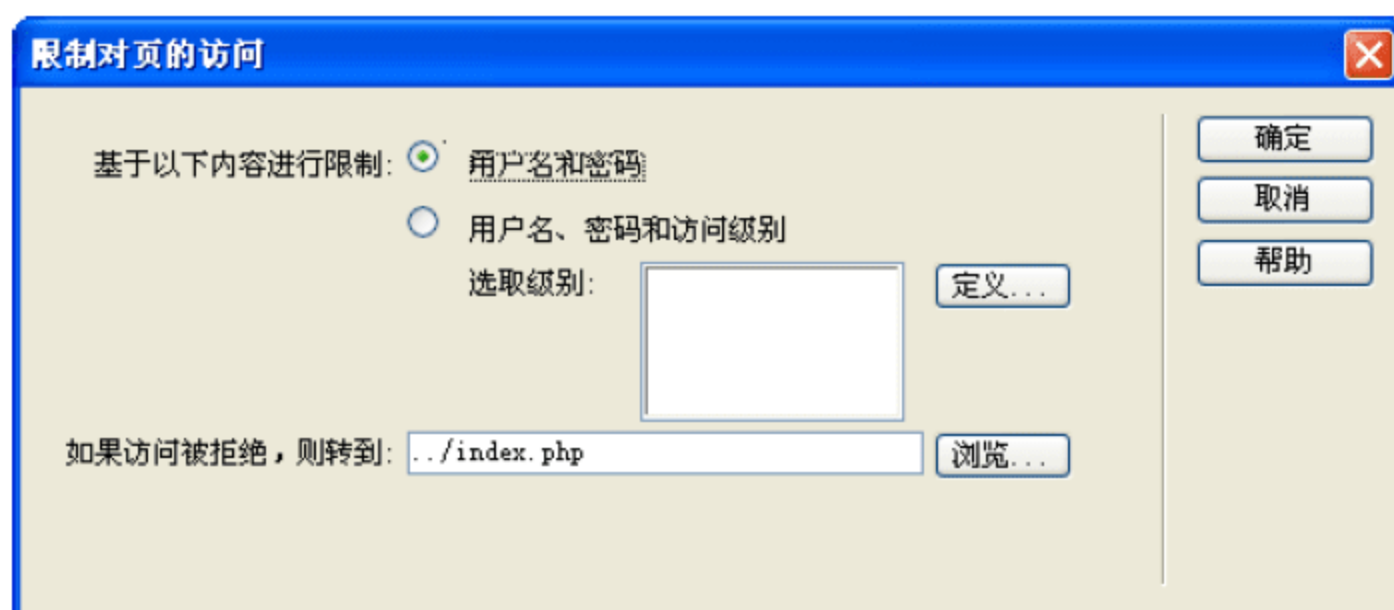 限制对页的访问
基于以下内容进行限制: 用户名和密码
用户名、密码和访问级别
选取级别: 定义...
如果访问被拒绝，则转到: ../index.php 浏览...
确定
取消
帮助